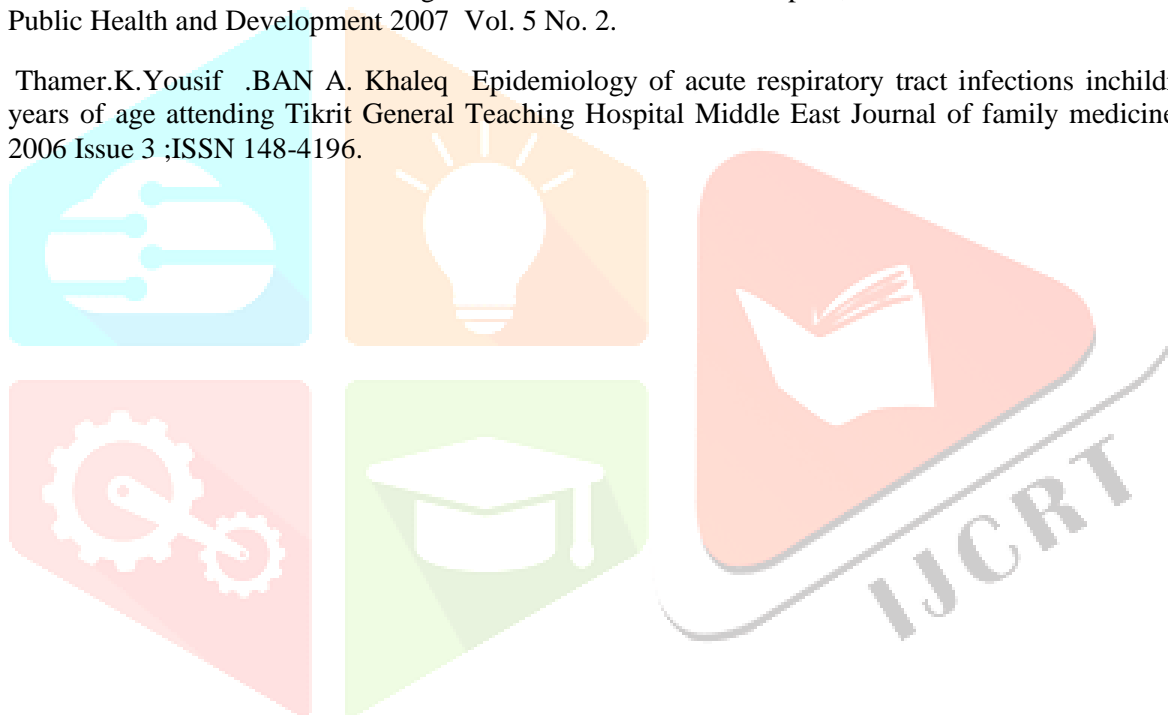 Public Health and Development 2007 Vol. 5 No. 2.
Thamer.K.Yousif .BAN A. Khaleq Epidemiology of acute respiratory tract infections inchild
years of age attending Tikrit General Teaching Hospital Middle East Journal of family medicine
2006 Issue 3 ;ISSN 148-4196.
IJCRT